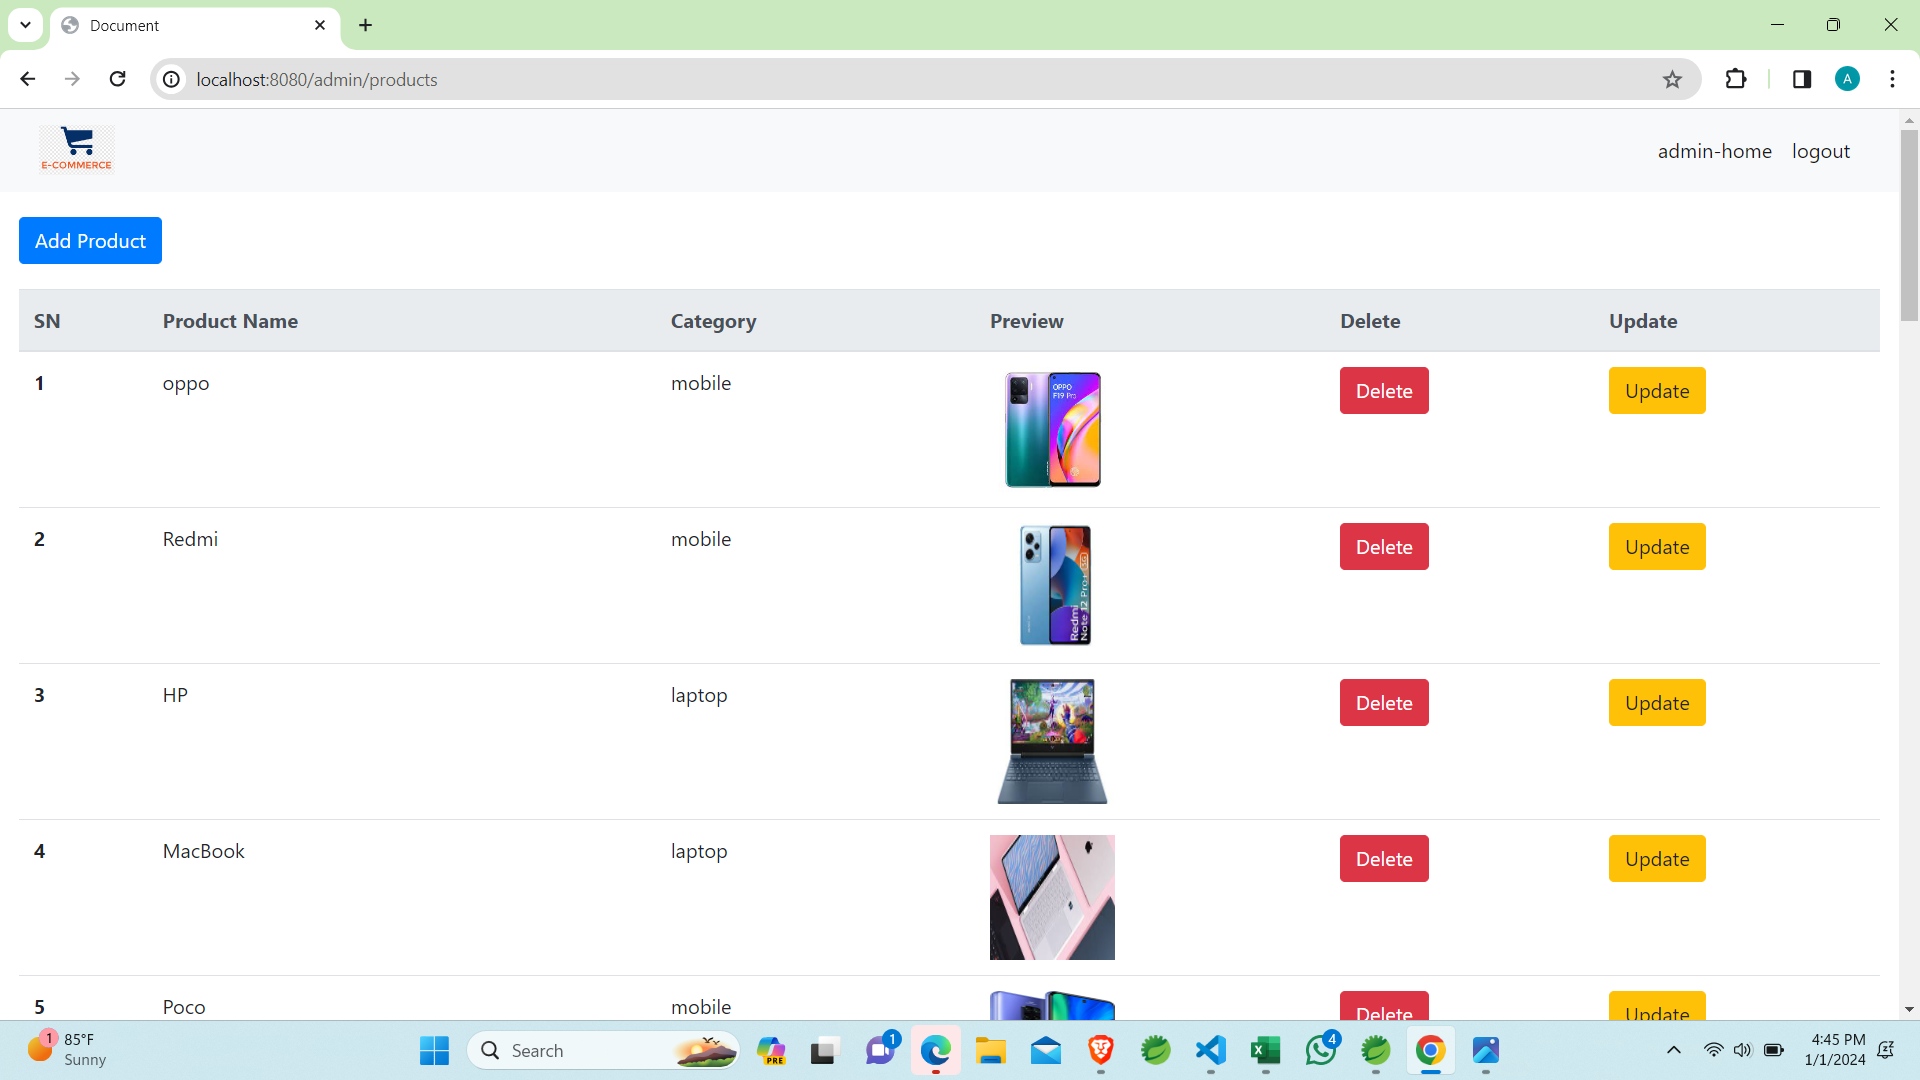 Document
localhost:8080/admin/products
A
E-COMMERCE
admin-home logout
Add Product
SN Product Name Category Preview Delete Update
1 oppo mobile Delete Update
OPPO
F19 Pro
2 Redmi mobile Delete Update
Redmi
Note 12 Pro+ 5G
3 HP laptop Delete Update
4 MacBook laptop Delete Update
5 Poco mobile Delete Update
1 85°F
Sunny
Search
PRE
1
4
4:45 PM
1/1/2024